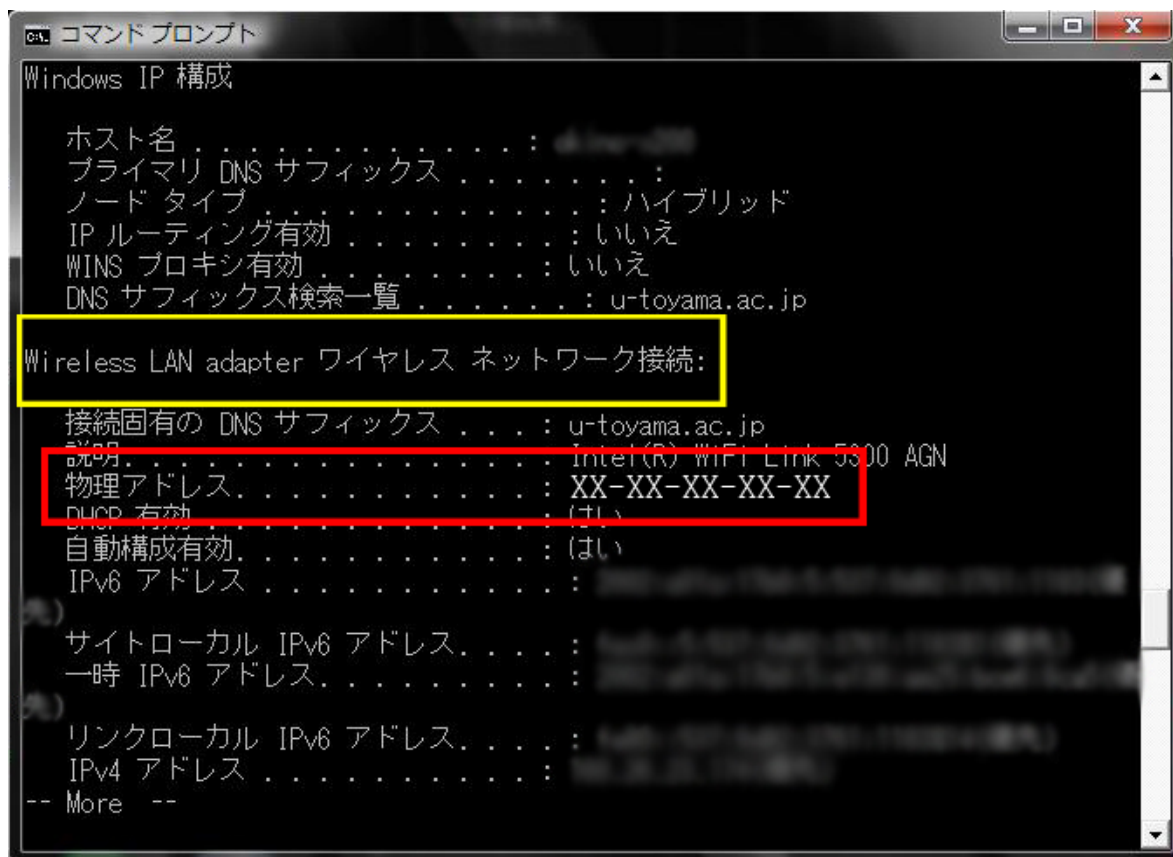 コマンド プロンプト
Windows IP 構成
ホスト名 . . . . . . . . . . . . . . :
プライマリ DNS サフィックス . . . . . . . :
ノード タイプ . . . . . . . . . . . . . : ハイブリッド
IP ルーティング有効 . . . . . . . . . : いいえ
WINS プロキシ有効 . . . . . . . . . : いいえ
DNS サフィックス検索一覧 . . . . . . : u-toyama.ac.jp
Wireless LAN adapter ワイヤレス ネットワーク接続:
接続固有の DNS サフィックス . . . : u-toyama.ac.jp
説明. . . . . . . . . . . . . . . : Intel(R) WiFi Link 5300 AGN
物理アドレス. . . . . . . . . . . : XX-XX-XX-XX-XX
DHCP 有効 . . . . . . . . . . . . : はい
自動構成有効. . . . . . . . . . . : はい
IPv6 アドレス . . . . . . . . . . . :
先)
サイトローカル IPv6 アドレス. . . . :
一時 IPv6 アドレス. . . . . . . . . :
先)
リンクローカル IPv6 アドレス. . . . :
IPv4 アドレス . . . . . . . . . . :
-- More --